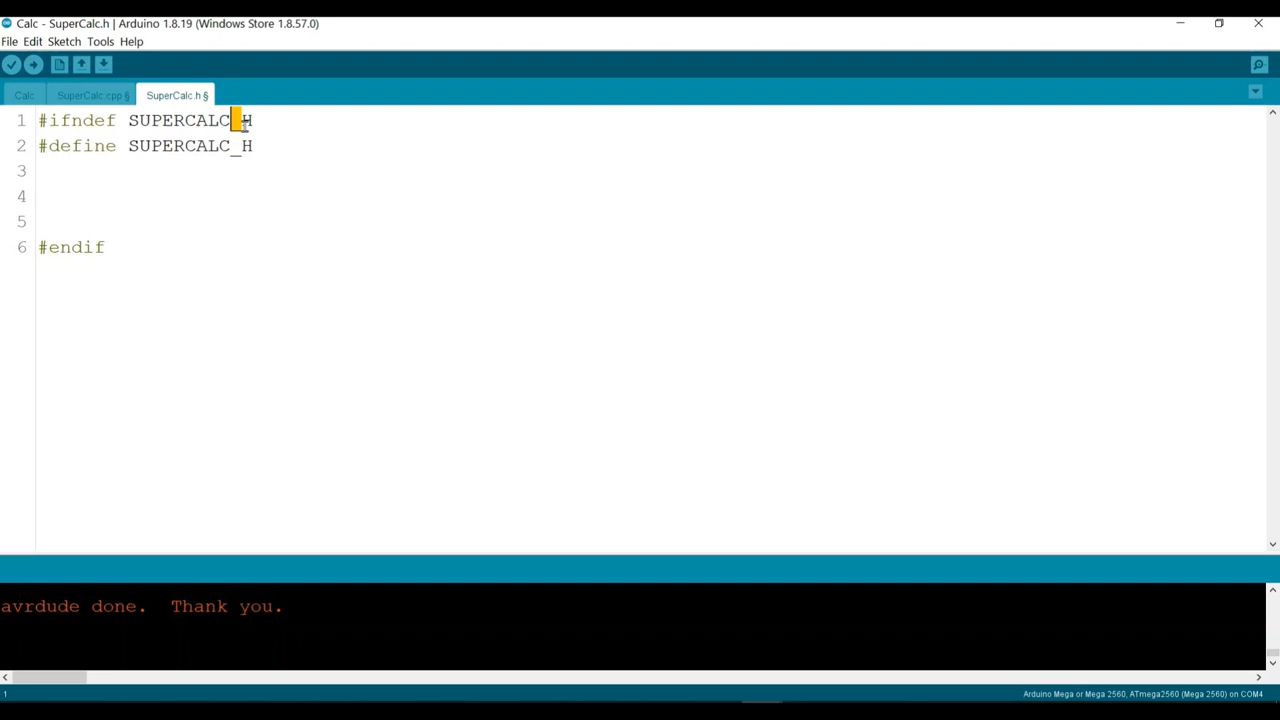 Calc - SuperCalc.h | Arduino 1.8.19 (Windows Store 1.8.57.0)
File Edit Sketch Tools Help
Calc SuperCalc.cpp § SuperCalc.h §
1 #ifndef SUPERCALC_H
2 #define SUPERCALC_H
3
4
5
6 #endif
avrdude done. Thank you.
1 Arduino Mega or Mega 2560, ATmega2560 (Mega 2560) on COM4